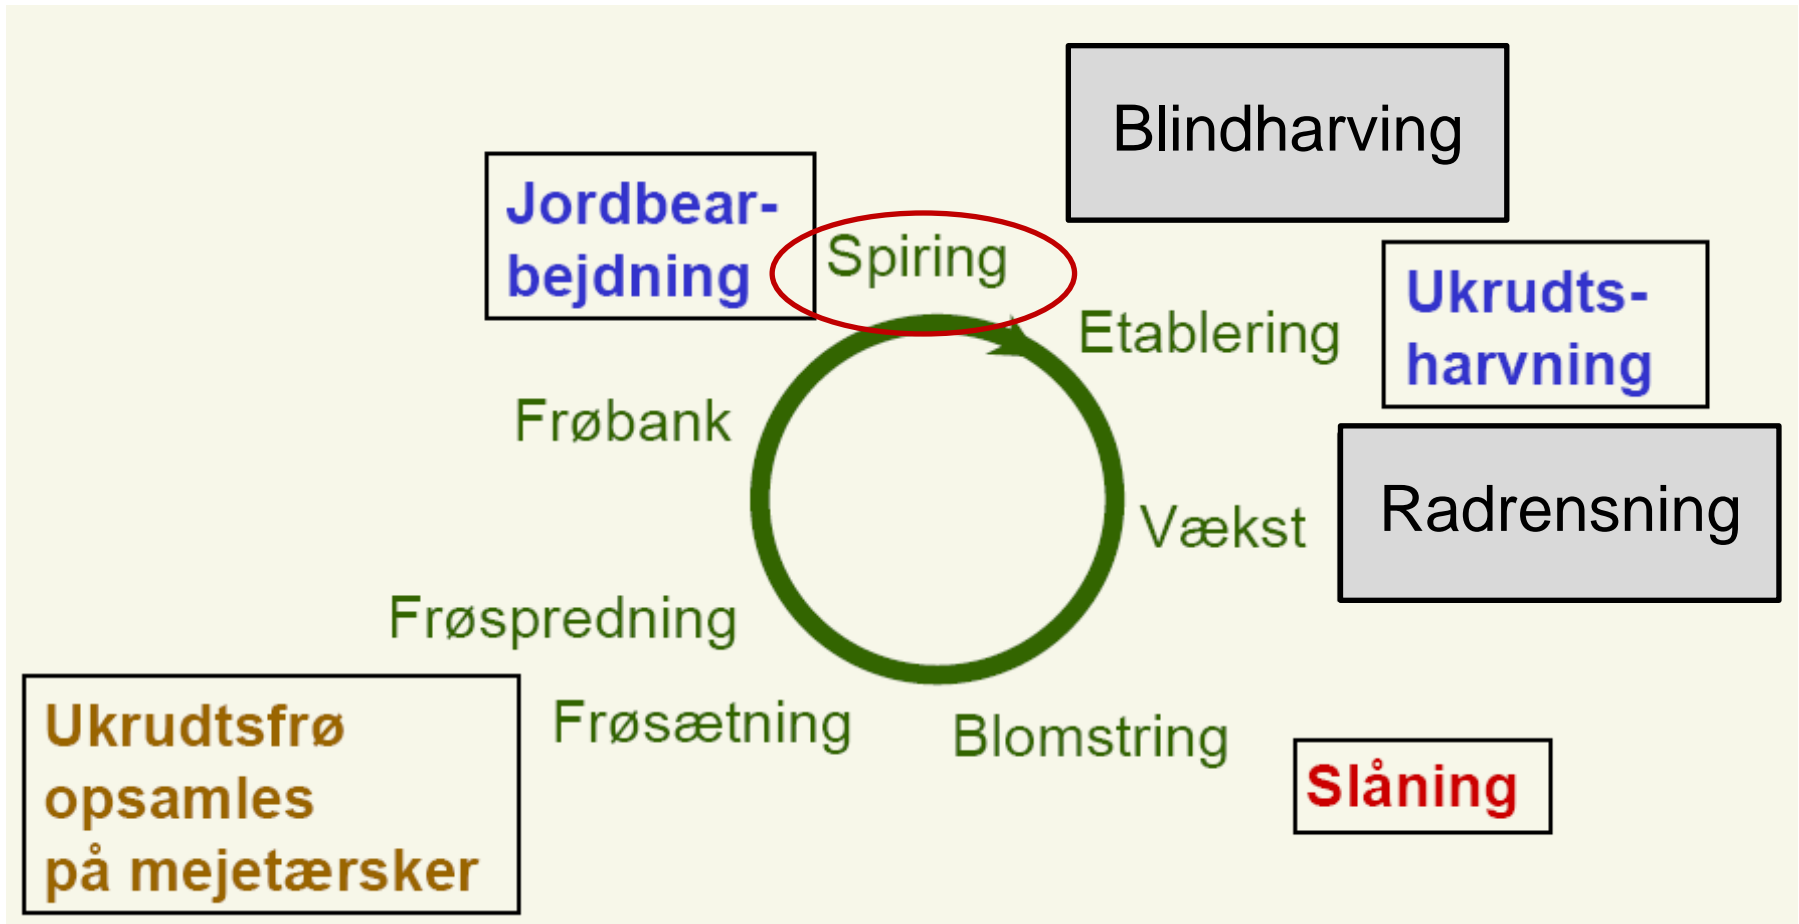 Blindharving
Jordbear-
bejdning
Spiring
Etablering
Ukrudts-
harvning
Frøbank
Vækst
Radrensning
Frøspredning
Frøsætning
Blomstring
Ukrudtsfrø
opsamles
på mejetærsker
Slåning